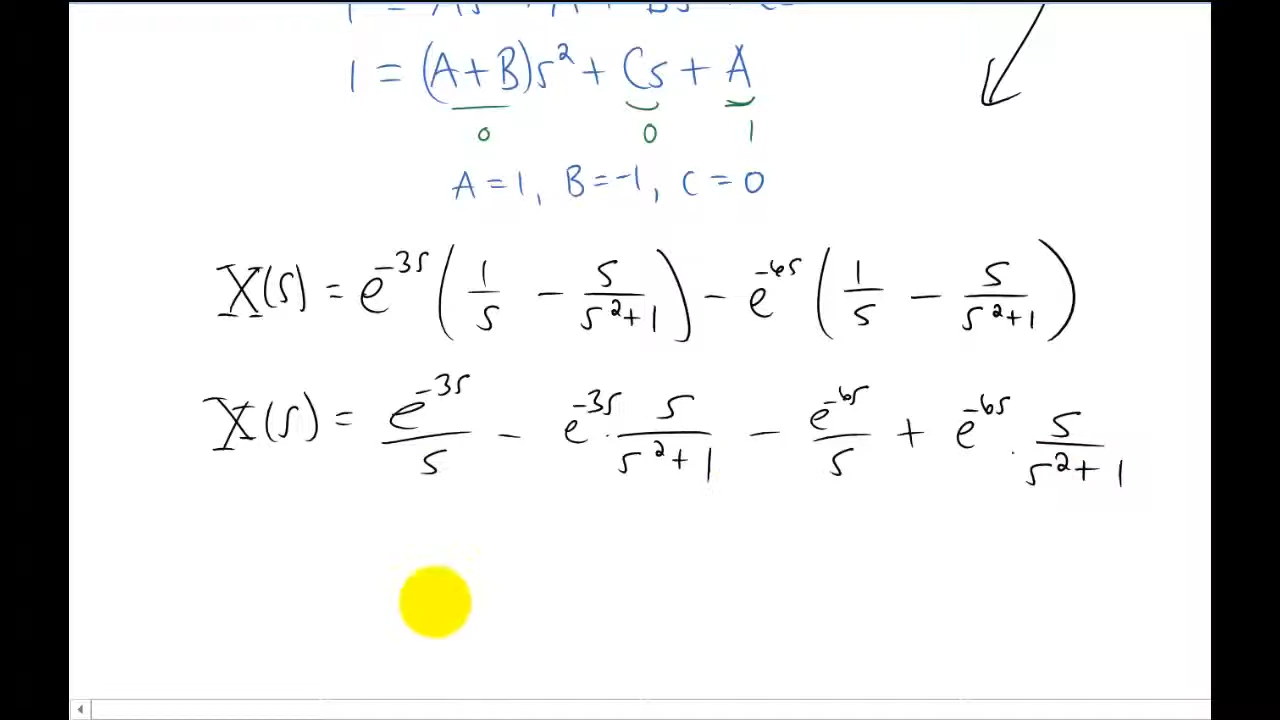 1 = (A+B)s² + Cs + A
0 0 1
A=1, B=-1, C=0
X(s) = e^{-3s} (1/s - s/(s²+1)) - e^{-6s} (1/s - s/(s²+1))
X(s) = e^{-3s}/s - e^{-3s} · s/(s²+1) - e^{-6s}/s + e^{-6s} · s/(s²+1)